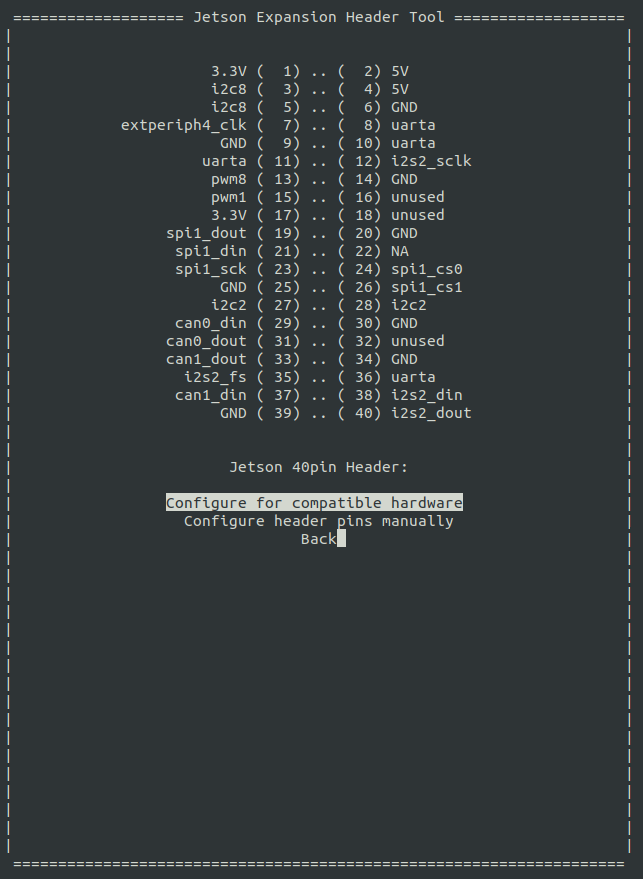 =================== Jetson Expansion Header Tool ===================
3.3V (  1) .. (  2) 5V
i2c8 (  3) .. (  4) 5V
i2c8 (  5) .. (  6) GND
extperiph4_clk (  7) .. (  8) uarta
GND (  9) .. ( 10) uarta
uarta ( 11) .. ( 12) i2s2_sclk
pwm8 ( 13) .. ( 14) GND
pwm1 ( 15) .. ( 16) unused
3.3V ( 17) .. ( 18) unused
spi1_dout ( 19) .. ( 20) GND
spi1_din ( 21) .. ( 22) NA
spi1_sck ( 23) .. ( 24) spi1_cs0
GND ( 25) .. ( 26) spi1_cs1
i2c2 ( 27) .. ( 28) i2c2
can0_din ( 29) .. ( 30) GND
can0_dout ( 31) .. ( 32) unused
can1_dout ( 33) .. ( 34) GND
i2s2_fs ( 35) .. ( 36) uarta
can1_din ( 37) .. ( 38) i2s2_din
GND ( 39) .. ( 40) i2s2_dout
Jetson 40pin Header:
Configure for compatible hardware
Configure header pins manually
Back
====================================================================